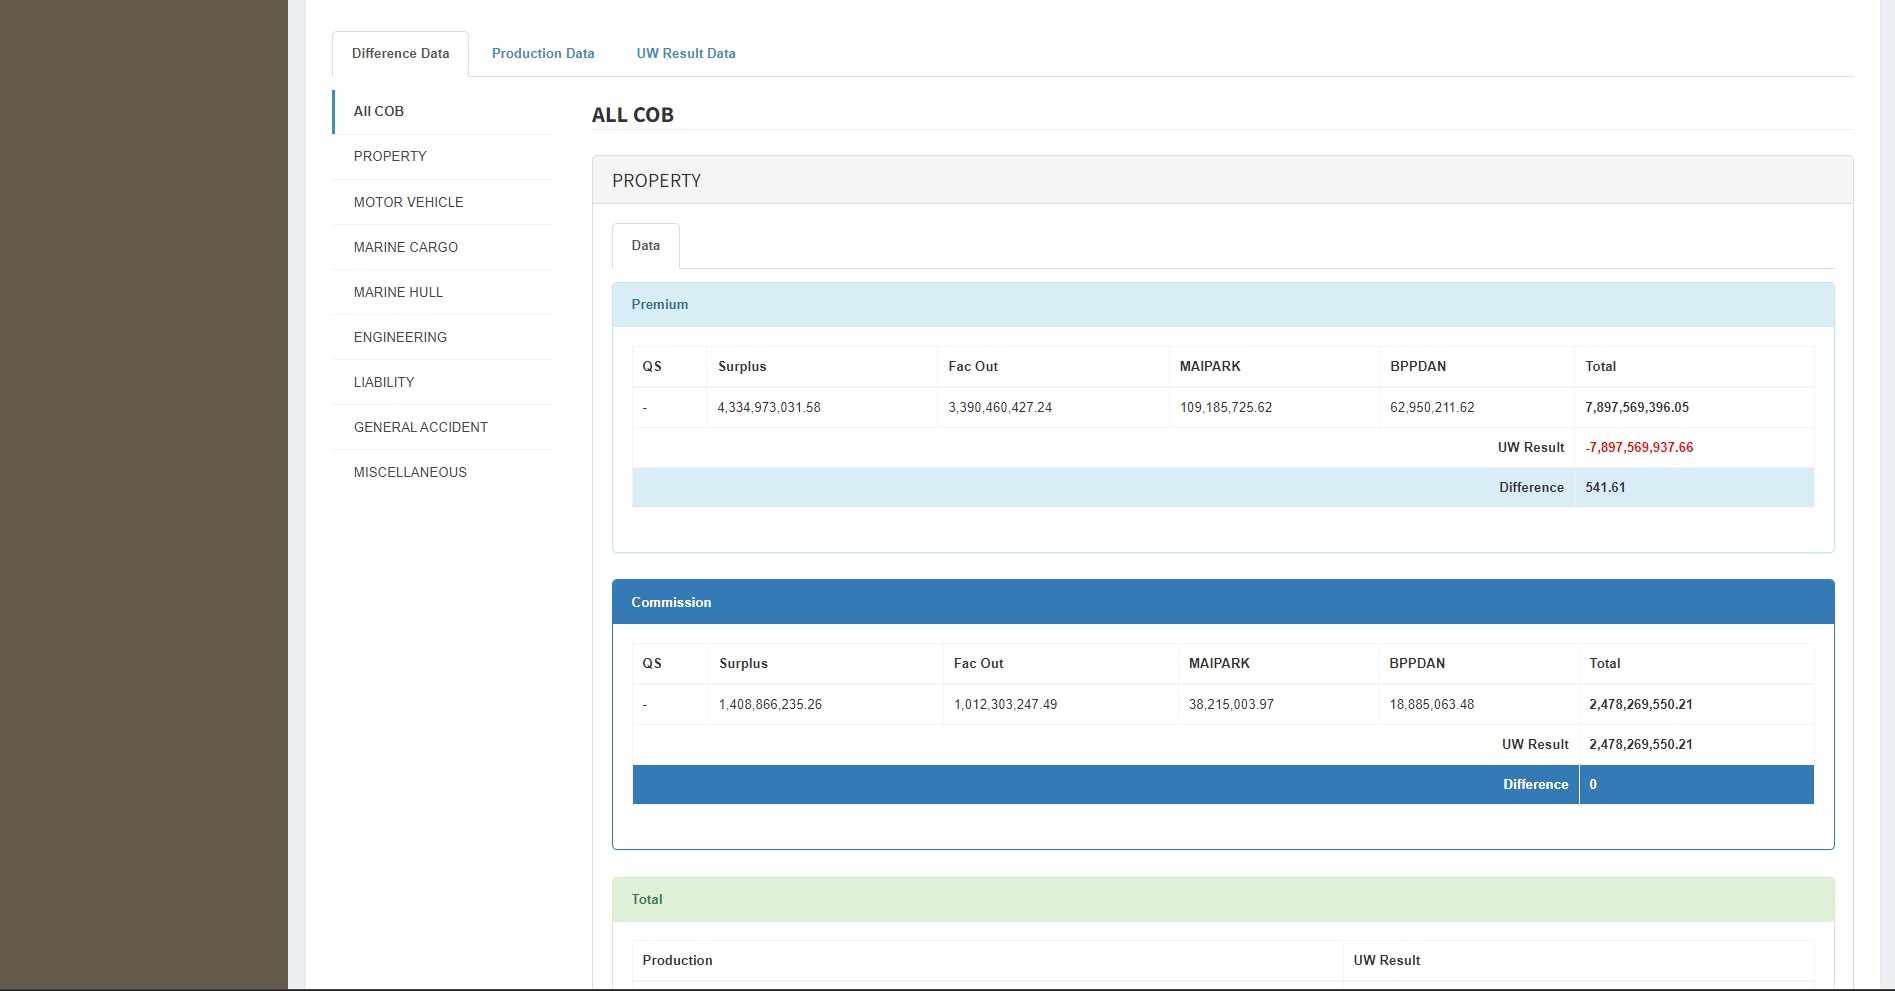 Difference Data Production Data UW Result Data
All COB
PROPERTY
MOTOR VEHICLE
MARINE CARGO
MARINE HULL
ENGINEERING
LIABILITY
GENERAL ACCIDENT
MISCELLANEOUS
ALL COB
PROPERTY
Data
Premium
QS Surplus Fac Out MAIPARK BPPDAN Total
- 4,334,973,031.58 3,390,460,427.24 109,185,725.62 62,950,211.62 7,897,569,396.05
UW Result -7,897,569,937.66
Difference 541.61
Commission
QS Surplus Fac Out MAIPARK BPPDAN Total
- 1,408,866,235.26 1,012,303,247.49 38,215,003.97 18,885,063.48 2,478,269,550.21
UW Result 2,478,269,550.21
Difference 0
Total
Production UW Result